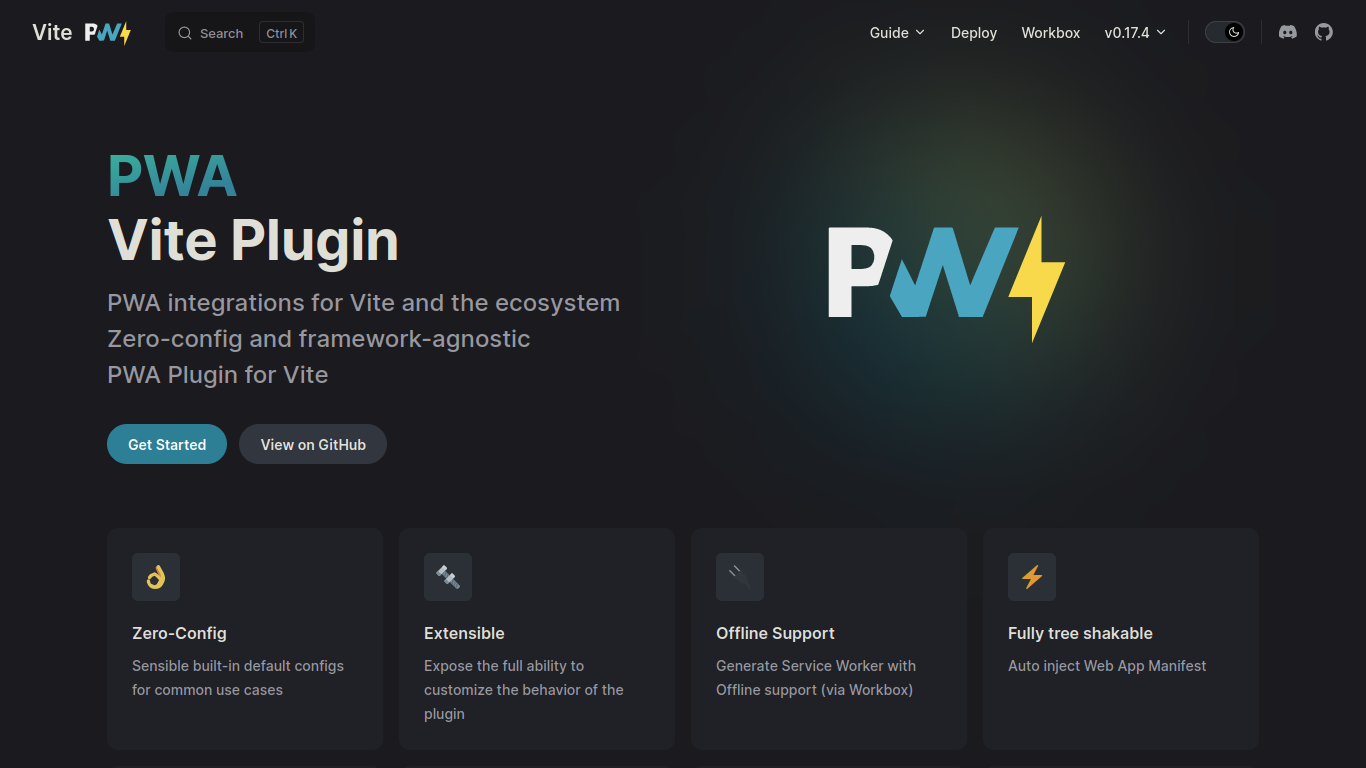 Vite PW
Search Ctrl K
Guide
Deploy
Workbox
v0.17.4
PWA
Vite Plugin
PWA integrations for Vite and the ecosystem
Zero-config and framework-agnostic
PWA Plugin for Vite
Get Started
View on GitHub
PW
Zero-Config
Sensible built-in default configs
for common use cases
Extensible
Expose the full ability to
customize the behavior of the
plugin
Offline Support
Generate Service Worker with
Offline support (via Workbox)
Fully tree shakable
Auto inject Web App Manifest